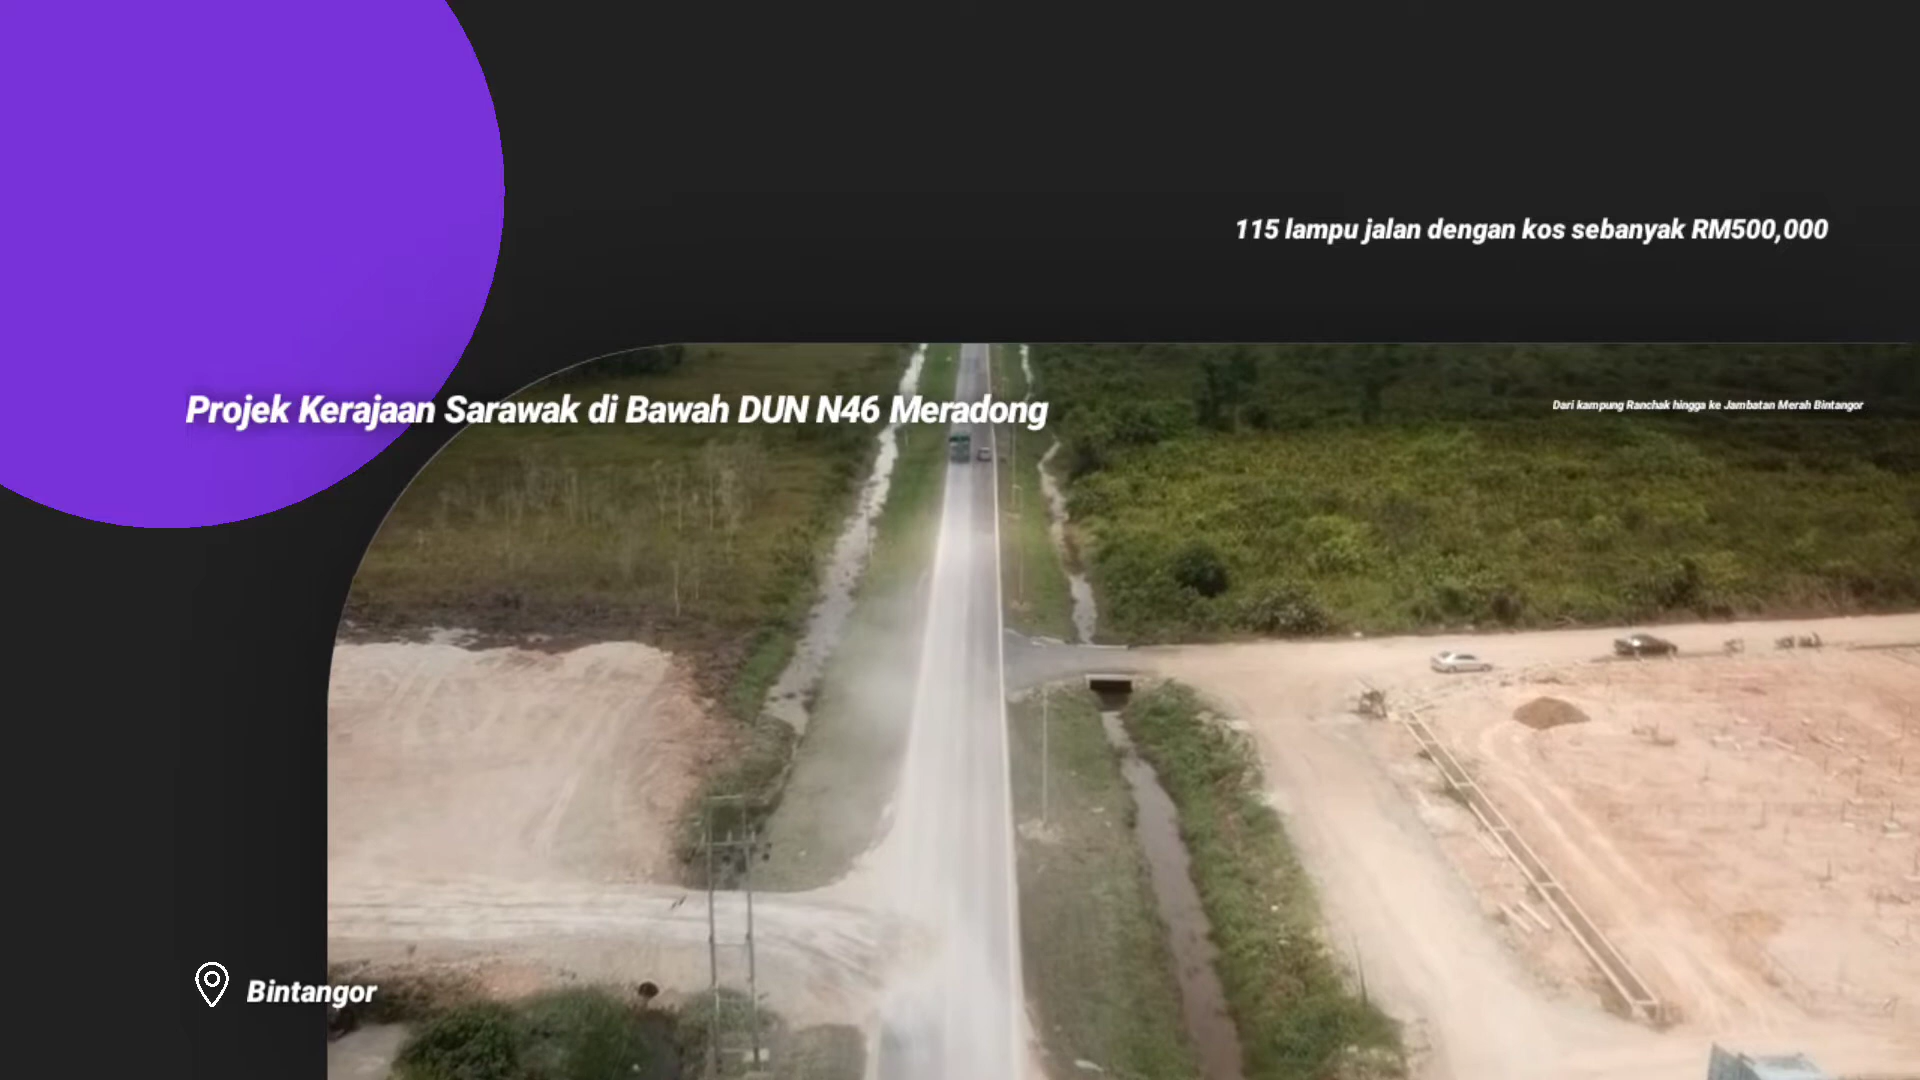 115 lampu jalan dengan kos sebanyak RM500,000
Projek Kerajaan Sarawak di Bawah DUN N46 Meradong
Dari kampung Ranchak hingga ke Jambatan Merah Bintangor
Bintangor